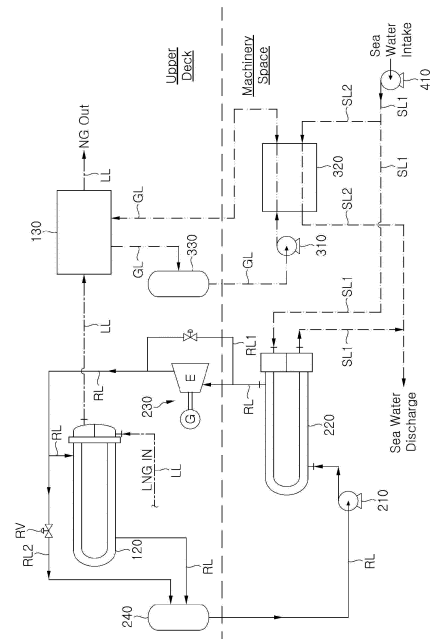 NG Out
LL
130
GL
GL
330
GL
LL
RL
RL1
230
E
G
RL
LNG IN
LL
RL
RV
RL2
120
RL
240
Upper
Deck
Machinery
Space
Sea
Water
Intake
410
SL1
SL2
SL1
320
SL2
310
SL1
SL1
220
Sea Water
Discharge
210
RL